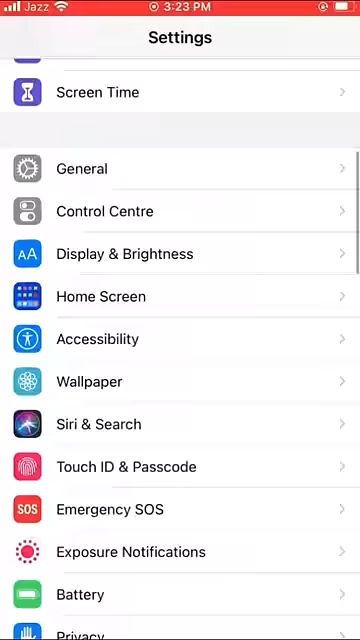 Jazz 3:23 PM
Settings
Screen Time
General
Control Centre
AA Display & Brightness
Home Screen
Accessibility
Wallpaper
Siri & Search
Touch ID & Passcode
SOS Emergency SOS
Exposure Notifications
Battery
Privacy